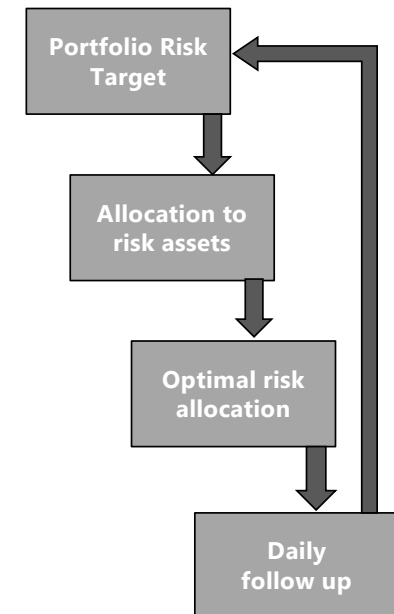 Portfolio Risk
Target
Allocation to
risk assets
Optimal risk
allocation
Daily
follow up